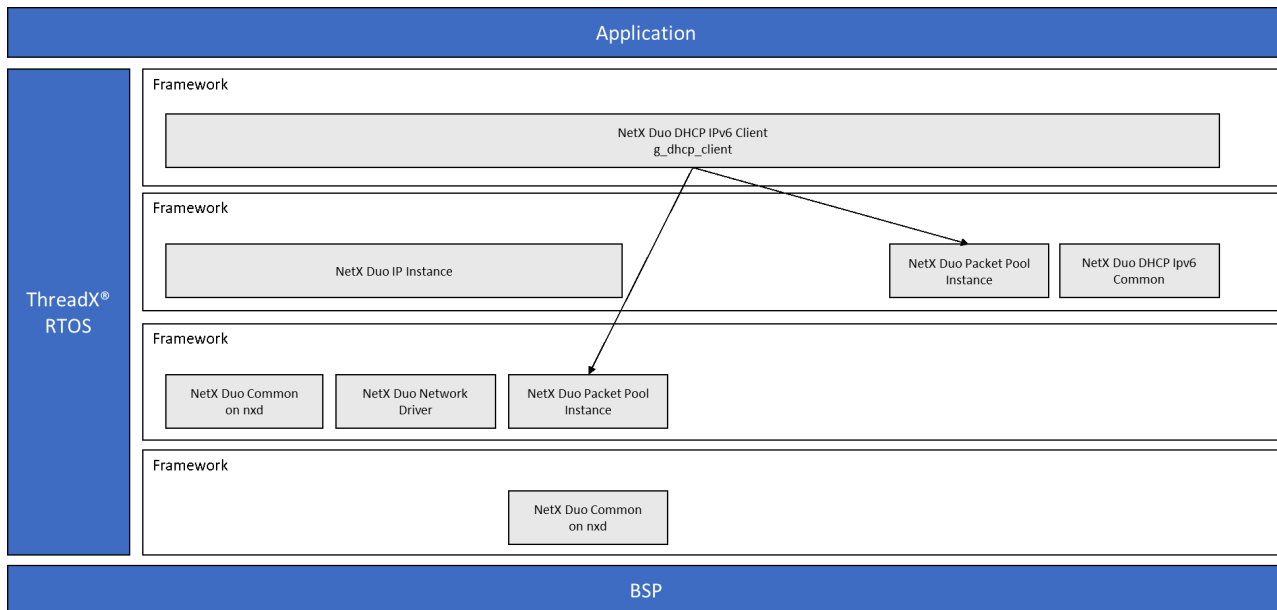 Application
ThreadX®
RTOS
Framework
NetX Duo DHCP IPv6 Client
g_dhcp_client
Framework
NetX Duo IP Instance
NetX Duo Packet Pool
Instance
NetX Duo DHCP Ipv6
Common
Framework
NetX Duo Common
on nxd
NetX Duo Network
Driver
NetX Duo Packet Pool
Instance
Framework
NetX Duo Common
on nxd
BSP